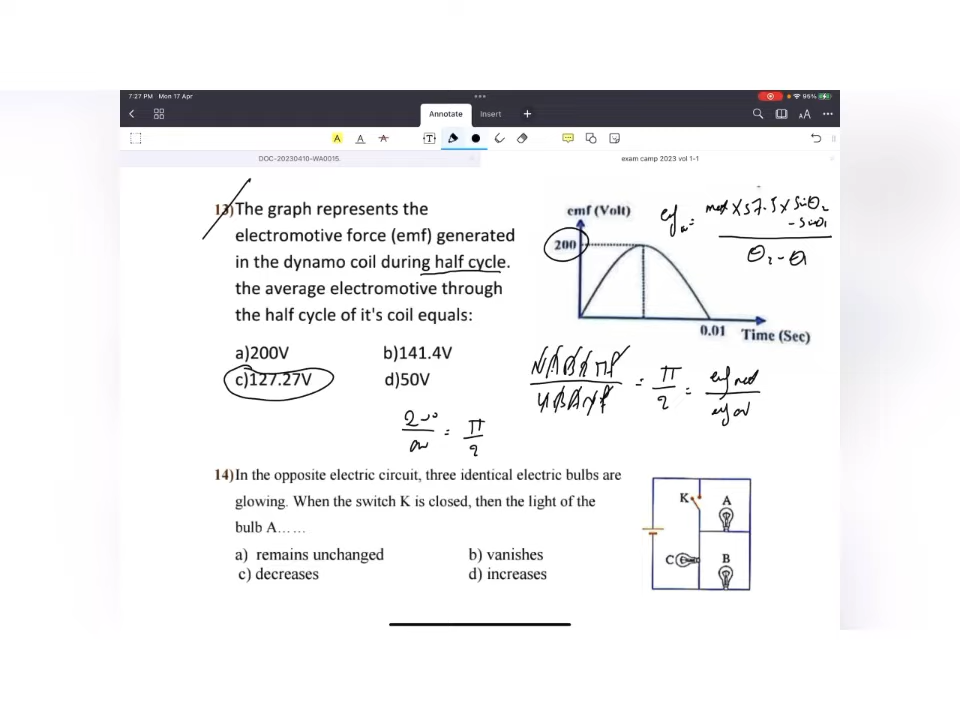 7:27 PM Mon 17 Apr
96%
Annotate
Insert
DOC-20230410-WA0015.
exam camp 2023 vol 1-1
13) The graph represents the
electromotive force (emf) generated
in the dynamo coil during half cycle.
the average electromotive through
the half cycle of it's coil equals:
a)200V b)141.4V
c)127.27V d)50V
emf (Volt)
200
0.01 Time (Sec)
π/2
200/av = π/2
θ₂ - θ₁
14) In the opposite electric circuit, three identical electric bulbs are
glowing. When the switch K is closed, then the light of the
bulb A......
a) remains unchanged b) vanishes
c) decreases d) increases
K A
C B